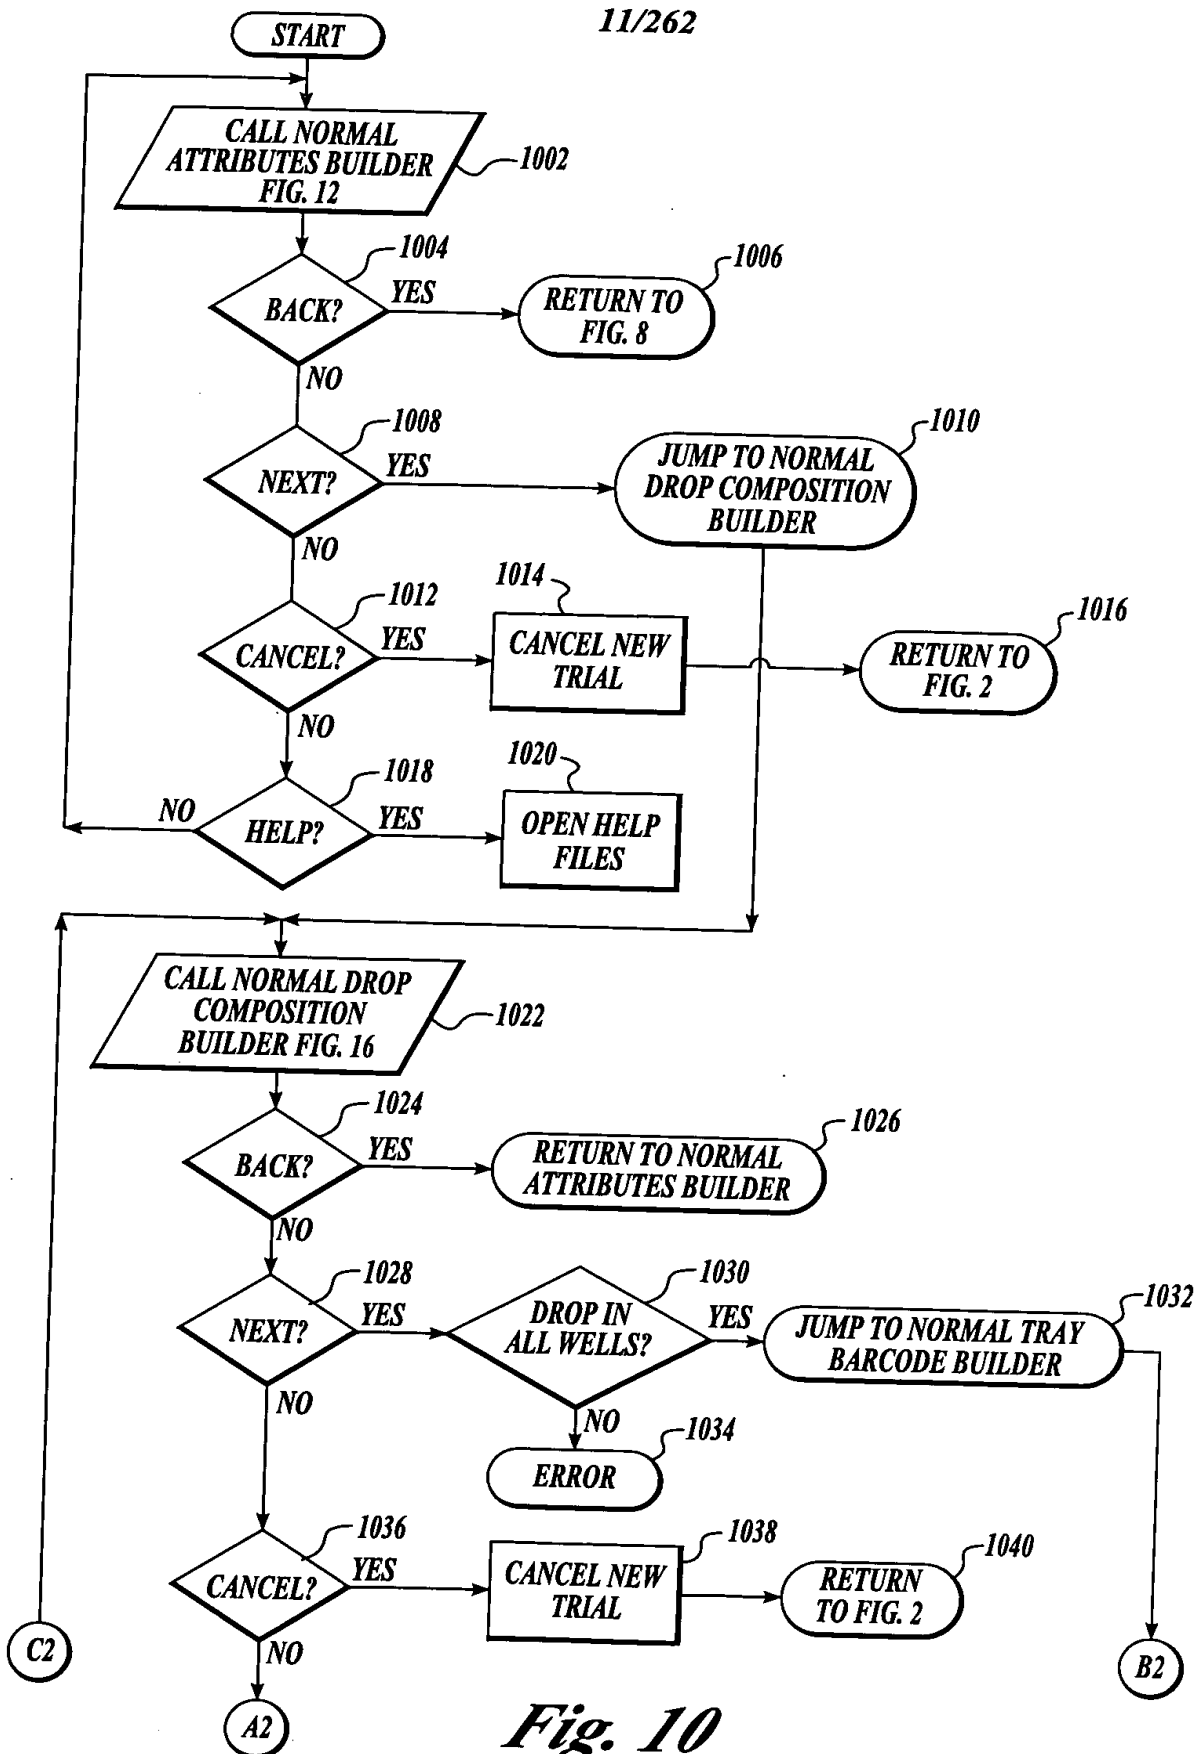 11/262
START
CALL NORMAL
ATTRIBUTES BUILDER
FIG. 12
1002
1004
BACK?
YES
NO
1006
RETURN TO
FIG. 8
1008
NEXT?
YES
NO
1010
JUMP TO NORMAL
DROP COMPOSITION
BUILDER
1012
CANCEL?
YES
NO
1014
CANCEL NEW
TRIAL
1016
RETURN TO
FIG. 2
1018
HELP?
NO
YES
1020
OPEN HELP
FILES
CALL NORMAL DROP
COMPOSITION
BUILDER FIG. 16
1022
1024
BACK?
YES
NO
1026
RETURN TO NORMAL
ATTRIBUTES BUILDER
1028
NEXT?
YES
NO
1030
DROP IN
ALL WELLS?
YES
NO
1032
JUMP TO NORMAL TRAY
BARCODE BUILDER
1034
ERROR
1036
CANCEL?
YES
NO
1038
CANCEL NEW
TRIAL
1040
RETURN
TO FIG. 2
C2
B2
A2
Fig. 10